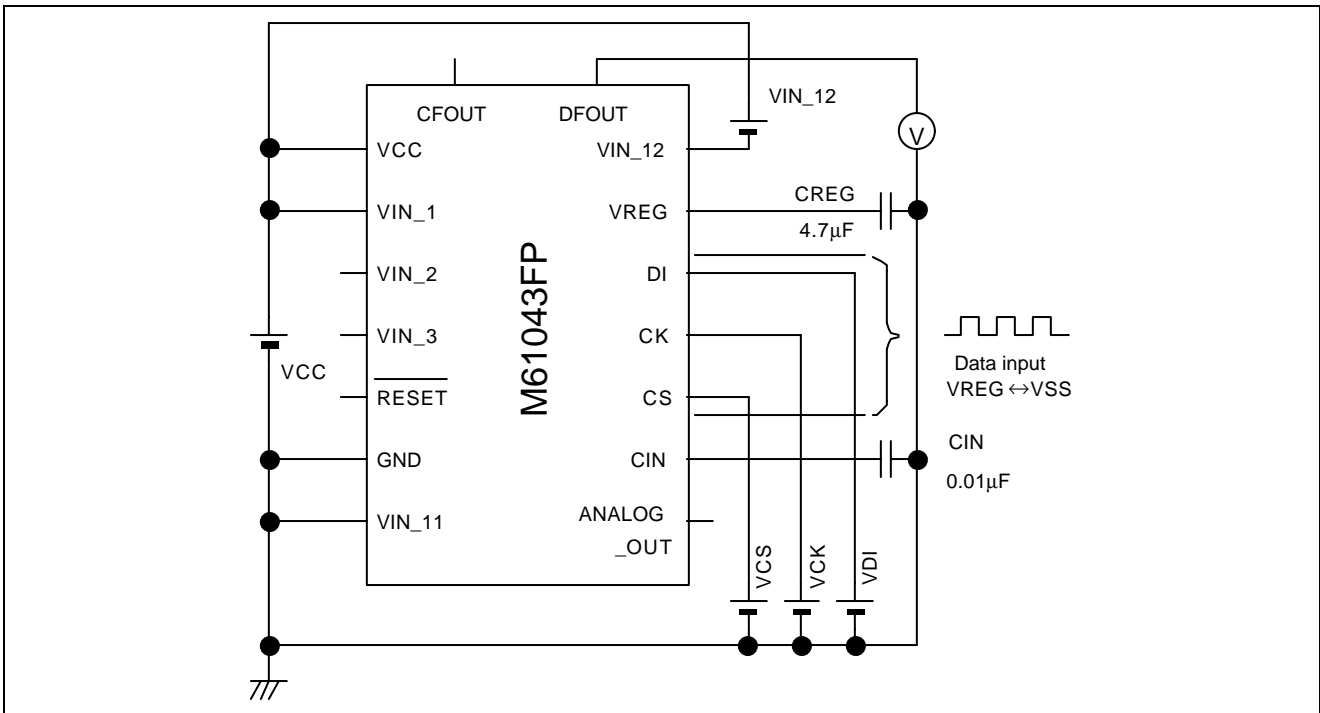 CFOUT
DFOUT
VIN_12
V
VCC
VIN_12
VIN_1
VREG
CREG
4.7μF
VIN_2
DI
VIN_3
CK
VCC
Data input
VREG ↔VSS
RESET
CS
M61043FP
GND
CIN
CIN
0.01μF
VIN_11
ANALOG
_OUT
VCS
VCK
VDI